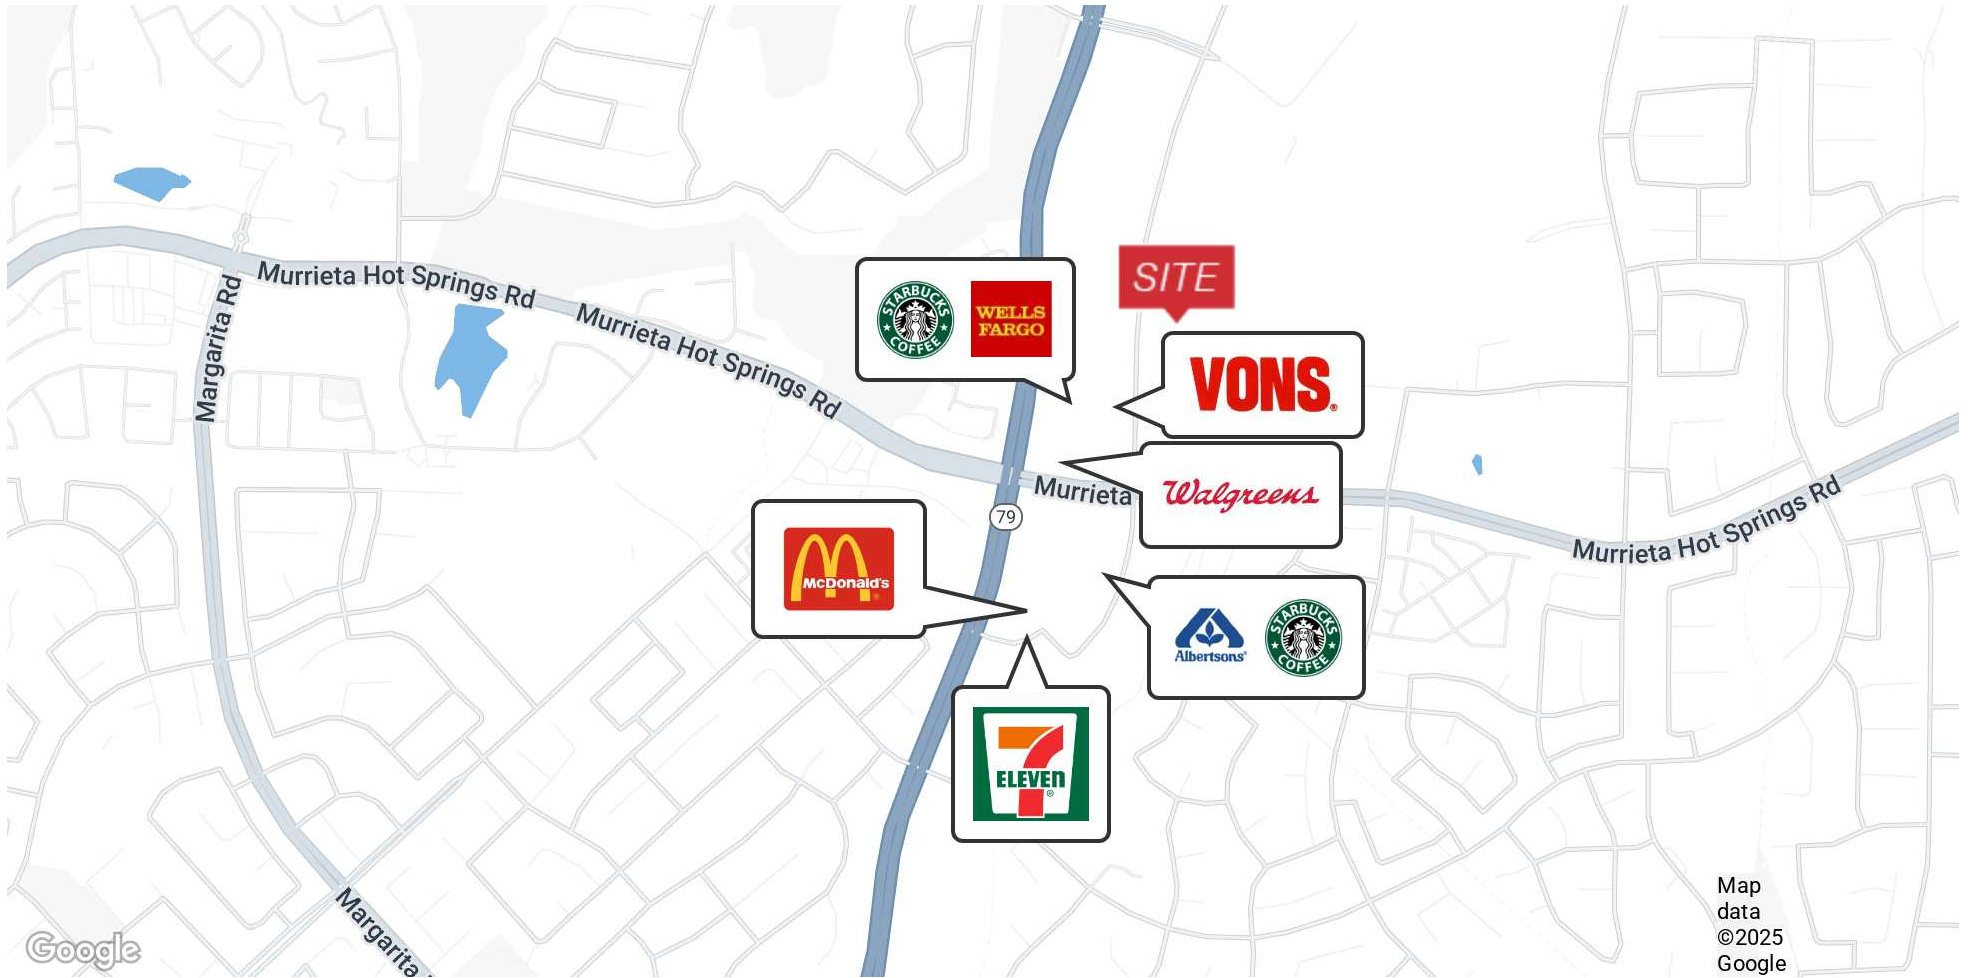 Murrieta Hot Springs Rd
Margarita Rd
Murrieta Hot Springs Rd
STARBUCKS
COFFEE
WELLS
FARGO
SITE
VONS®
Murrieta
Walgreens
79
McDonald's
®
Murrieta Hot Springs Rd
Albertsons®
STARBUCKS
COFFEE
7
ELEVEn
®
Margarita
Map
data
©2025
Google
Google